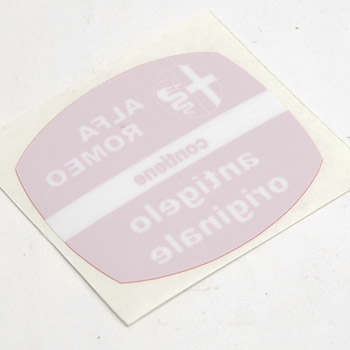 ALFA
ROMEO
contiene
antigelo
originale